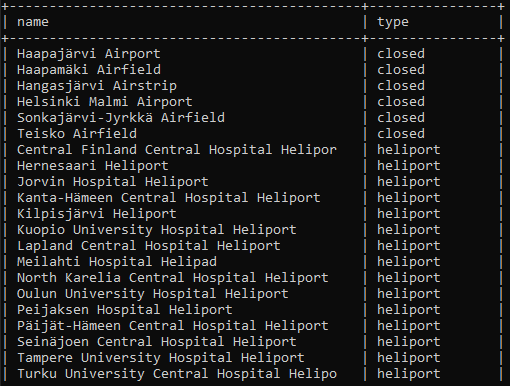 name type
Haapajärvi Airport closed
Haapamäki Airfield closed
Hangasjärvi Airstrip closed
Helsinki Malmi Airport closed
Sonkajärvi-Jyrkkä Airfield closed
Teisko Airfield closed
Central Finland Central Hospital Helipor heliport
Hernesaari Heliport heliport
Jorvin Hospital Heliport heliport
Kanta-Hämeen Central Hospital Heliport heliport
Kilpisjärvi Heliport heliport
Kuopio University Hospital Heliport heliport
Lapland Central Hospital Heliport heliport
Meilahti Hospital Helipad heliport
North Karelia Central Hospital Heliport heliport
Oulun University Hospital Heliport heliport
Peijaksen Hospital Heliport heliport
Päijät-Hämeen Central Hospital Heliport heliport
Seinäjoen Central Hospital Heliport heliport
Tampere University Hospital Heliport heliport
Turku University Central Hospital Helipo heliport